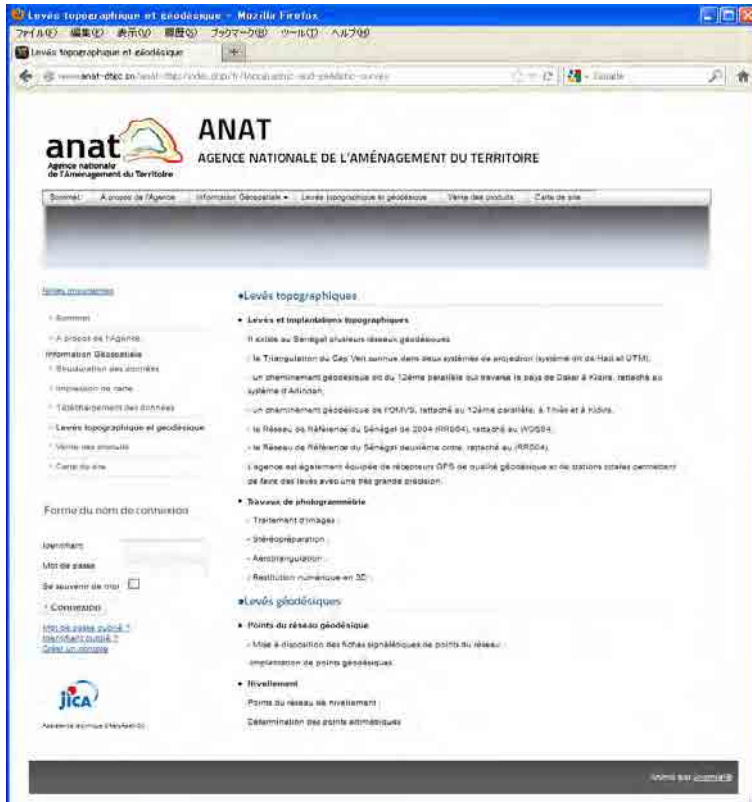 Levés topographique et géodésique - Mozilla Firefox
ファイル(F) 編集(E) 表示(V) 履歴(S) ブックマーク(B) ツール(T) ヘルプ(H)
Levés topographique et géodésique
Google
anat
Agence nationale
de l'Aménagement du Territoire
ANAT
AGENCE NATIONALE DE L'AMÉNAGEMENT DU TERRITOIRE
Sommet A propos de l'Agence Information Géospatiale Levés topographique et géodésique Vente des produits Carte de site
Notes importantes
Sommet
A propos de l'Agence
Information Géospatiale
Structuration des données
Impression de carte
Téléchargement des données
Levés topographique et géodésique
Vente des produits
Carte de site
Forme du nom de connexion
Identifiant
Mot de passe
Se souvenir de moi
Connexion
Mot de passe oublié ?
Identifiant oublié ?
Créer un compte
jica
Levés topographiques
• Levés et implantations topographiques
Il existe au Sénégal plusieurs réseaux géodésiques
- la Triangulation du Cap Vert connue dans deux systèmes de projection (système dit de Hatt et UTM);
- un cheminement géodésique dit du 12ème parallèle qui traverse le pays de Dakar à Kidira, rattaché au
système d'Adindan;
- un cheminement géodésique de l'OMVS, rattaché au 12ème parallèle, à Thiès et à Kidira;
- le Réseau de Référence du Sénégal de 2004 (RRS04), rattaché au WGS84;
- le Réseau de Référence du Sénégal deuxième ordre, rattaché au (RRS04).
L'agence est également équipée de récepteurs GPS de qualité géodésique et de stations totales permettant
de faire des levés avec une très grande précision.
• Travaux de photogrammétrie
- Traitement d'images
- Stéréopréparation
- Aérotriangulation
- Restitution numérique en 3D
Levés géodésiques
• Points du réseau géodésique
- Mise à disposition des fiches signalétiques de points du réseau
- Implantation de points géodésiques
• Nivellement
Points du réseau de nivellement
Détermination des points altimétriques